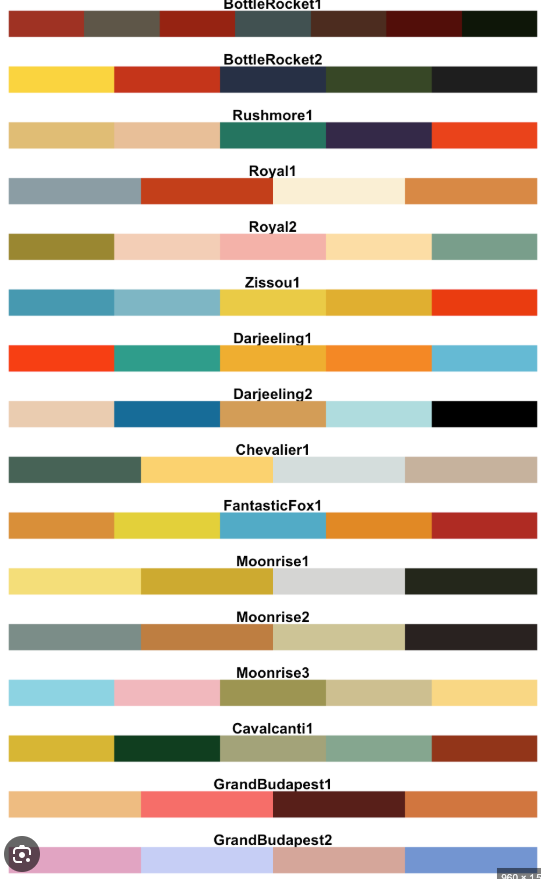 BottleRocket1
BottleRocket2
Rushmore1
Royal1
Royal2
Zissou1
Darjeeling1
Darjeeling2
Chevalier1
FantasticFox1
Moonrise1
Moonrise2
Moonrise3
Cavalcanti1
GrandBudapest1
GrandBudapest2